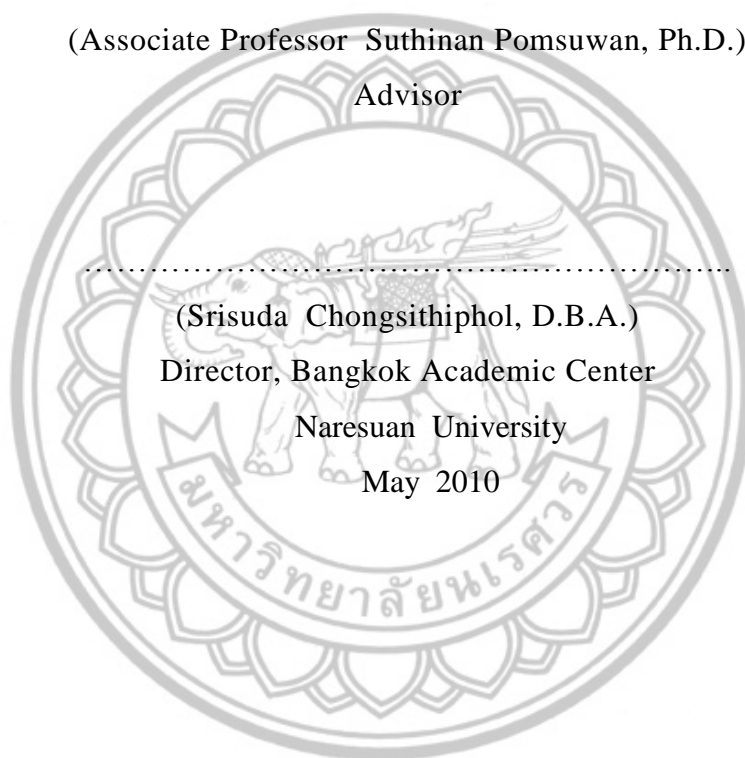 (Associate Professor Suthinan Pomsuwan, Ph.D.)
Advisor
……………………………………………………..
(Srisuda Chongsithiphol, D.B.A.)
Director, Bangkok Academic Center
Naresuan University
May 2010
มหาวิทยาลัยนเรศวร